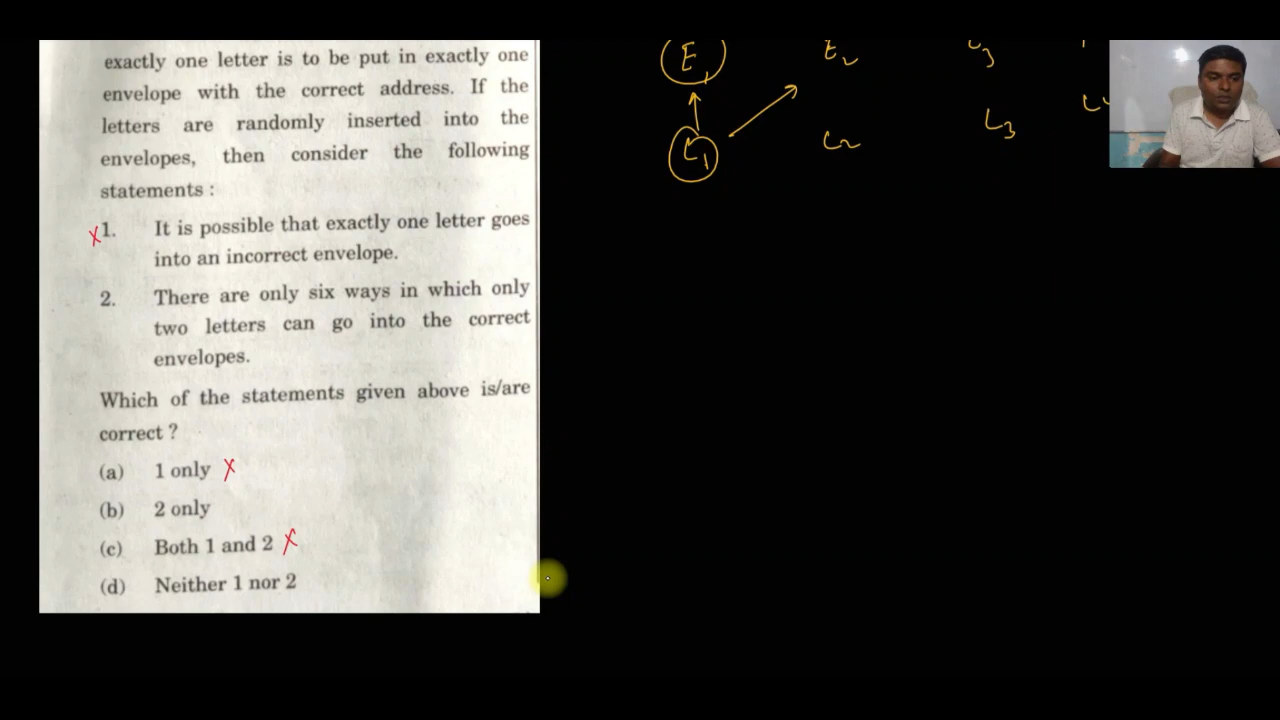 exactly one letter is to be put in exactly one
envelope with the correct address. If the
letters are randomly inserted into the
envelopes, then consider the following
statements :
x 1. It is possible that exactly one letter goes
into an incorrect envelope.
2. There are only six ways in which only
two letters can go into the correct
envelopes.
Which of the statements given above is/are
correct ?
(a) 1 only x
(b) 2 only
(c) Both 1 and 2 x
(d) Neither 1 nor 2
E1 E2
L1 L2 L3